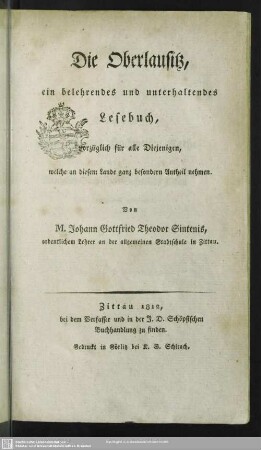 Die Oberlausitz,
ein belehrendes und unterhaltendes
Lesebuch,
vorzüglich für alle Diejenigen,
welche an diesem Lande ganz besondern Antheil nehmen.
Von
M. Johann Gottfried Theodor Sintenis,
ordentlichem Lehrer an der allgemeinen Stadtschule in Zittau.
Zittau 1812,
bei dem Verfasser und in der J. D. Schöpsischen
Buchhandlung zu finden.
Gedruckt in Görlitz bei